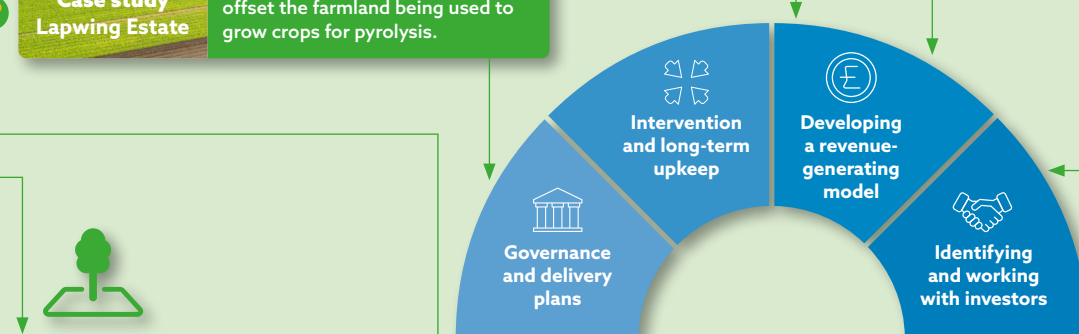 Case study
Lapwing Estate
offset the farmland being used to
grow crops for pyrolysis.
Intervention
and long-term
upkeep
Developing
a revenue-
generating
model
Governance
and delivery
plans
Identifying
and working
with investors